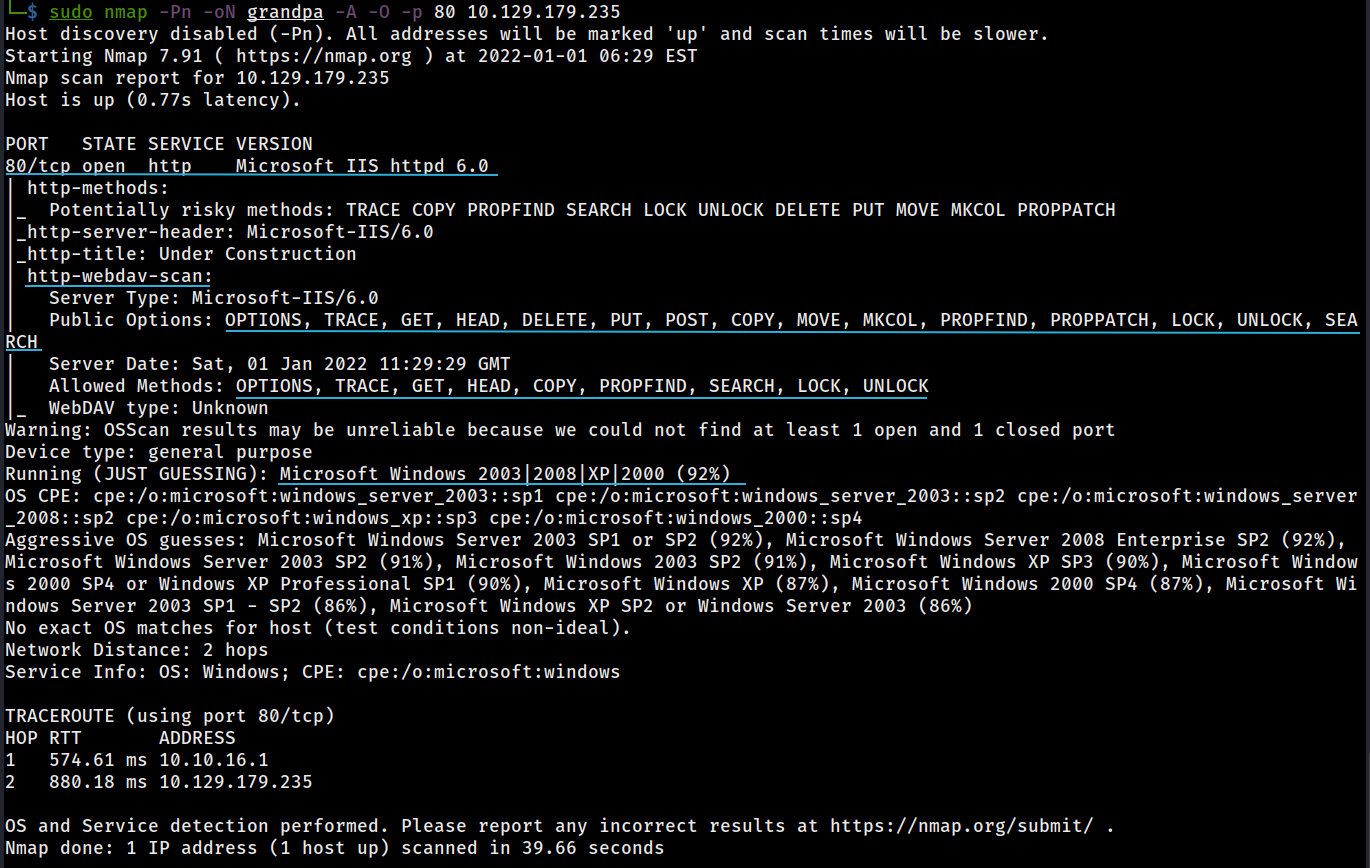 └─$ sudo nmap -Pn -oN grandpa -A -O -p 80 10.129.179.235
Host discovery disabled (-Pn). All addresses will be marked 'up' and scan times will be slower.
Starting Nmap 7.91 ( https://nmap.org ) at 2022-01-01 06:29 EST
Nmap scan report for 10.129.179.235
Host is up (0.77s latency).

PORT   STATE SERVICE VERSION
80/tcp open  http    Microsoft IIS httpd 6.0
| http-methods:
|_  Potentially risky methods: TRACE COPY PROPFIND SEARCH LOCK UNLOCK DELETE PUT MOVE MKCOL PROPPATCH
|_http-server-header: Microsoft-IIS/6.0
|_http-title: Under Construction
| http-webdav-scan:
|   Server Type: Microsoft-IIS/6.0
|   Public Options: OPTIONS, TRACE, GET, HEAD, DELETE, PUT, POST, COPY, MOVE, MKCOL, PROPFIND, PROPPATCH, LOCK, UNLOCK, SEA
RCH
|   Server Date: Sat, 01 Jan 2022 11:29:29 GMT
|   Allowed Methods: OPTIONS, TRACE, GET, HEAD, COPY, PROPFIND, SEARCH, LOCK, UNLOCK
|_  WebDAV type: Unknown
Warning: OSScan results may be unreliable because we could not find at least 1 open and 1 closed port
Device type: general purpose
Running (JUST GUESSING): Microsoft Windows 2003|2008|XP|2000 (92%)
OS CPE: cpe:/o:microsoft:windows_server_2003::sp1 cpe:/o:microsoft:windows_server_2003::sp2 cpe:/o:microsoft:windows_server
_2008::sp2 cpe:/o:microsoft:windows_xp::sp3 cpe:/o:microsoft:windows_2000::sp4
Aggressive OS guesses: Microsoft Windows Server 2003 SP1 or SP2 (92%), Microsoft Windows Server 2008 Enterprise SP2 (92%),
Microsoft Windows Server 2003 SP2 (91%), Microsoft Windows 2003 SP2 (91%), Microsoft Windows XP SP3 (90%), Microsoft Window
s 2000 SP4 or Windows XP Professional SP1 (90%), Microsoft Windows XP (87%), Microsoft Windows 2000 SP4 (87%), Microsoft Wi
ndows Server 2003 SP1 - SP2 (86%), Microsoft Windows XP SP2 or Windows Server 2003 (86%)
No exact OS matches for host (test conditions non-ideal).
Network Distance: 2 hops
Service Info: OS: Windows; CPE: cpe:/o:microsoft:windows

TRACEROUTE (using port 80/tcp)
HOP RTT       ADDRESS
1   574.61 ms 10.10.16.1
2   880.18 ms 10.129.179.235

OS and Service detection performed. Please report any incorrect results at https://nmap.org/submit/ .
Nmap done: 1 IP address (1 host up) scanned in 39.66 seconds